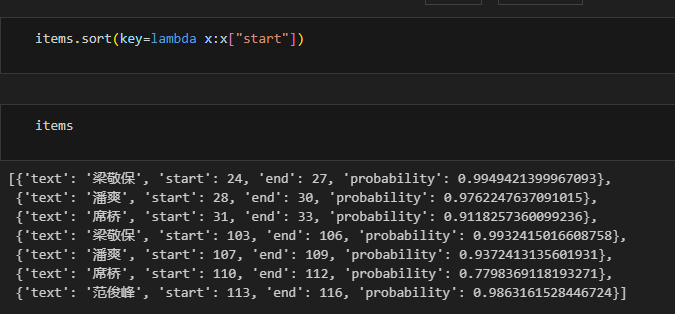 items.sort(key=lambda x:x["start"])
items
[{'text': '梁敬保', 'start': 24, 'end': 27, 'probability': 0.9949421399967093},
{'text': '潘爽', 'start': 28, 'end': 30, 'probability': 0.9762247637091015},
{'text': '席桥', 'start': 31, 'end': 33, 'probability': 0.9118257360099236},
{'text': '梁敬保', 'start': 103, 'end': 106, 'probability': 0.9932415016608758},
{'text': '潘爽', 'start': 107, 'end': 109, 'probability': 0.9372413135601931},
{'text': '席桥', 'start': 110, 'end': 112, 'probability': 0.7798369118193271},
{'text': '范俊峰', 'start': 113, 'end': 116, 'probability': 0.9863161528446724}]